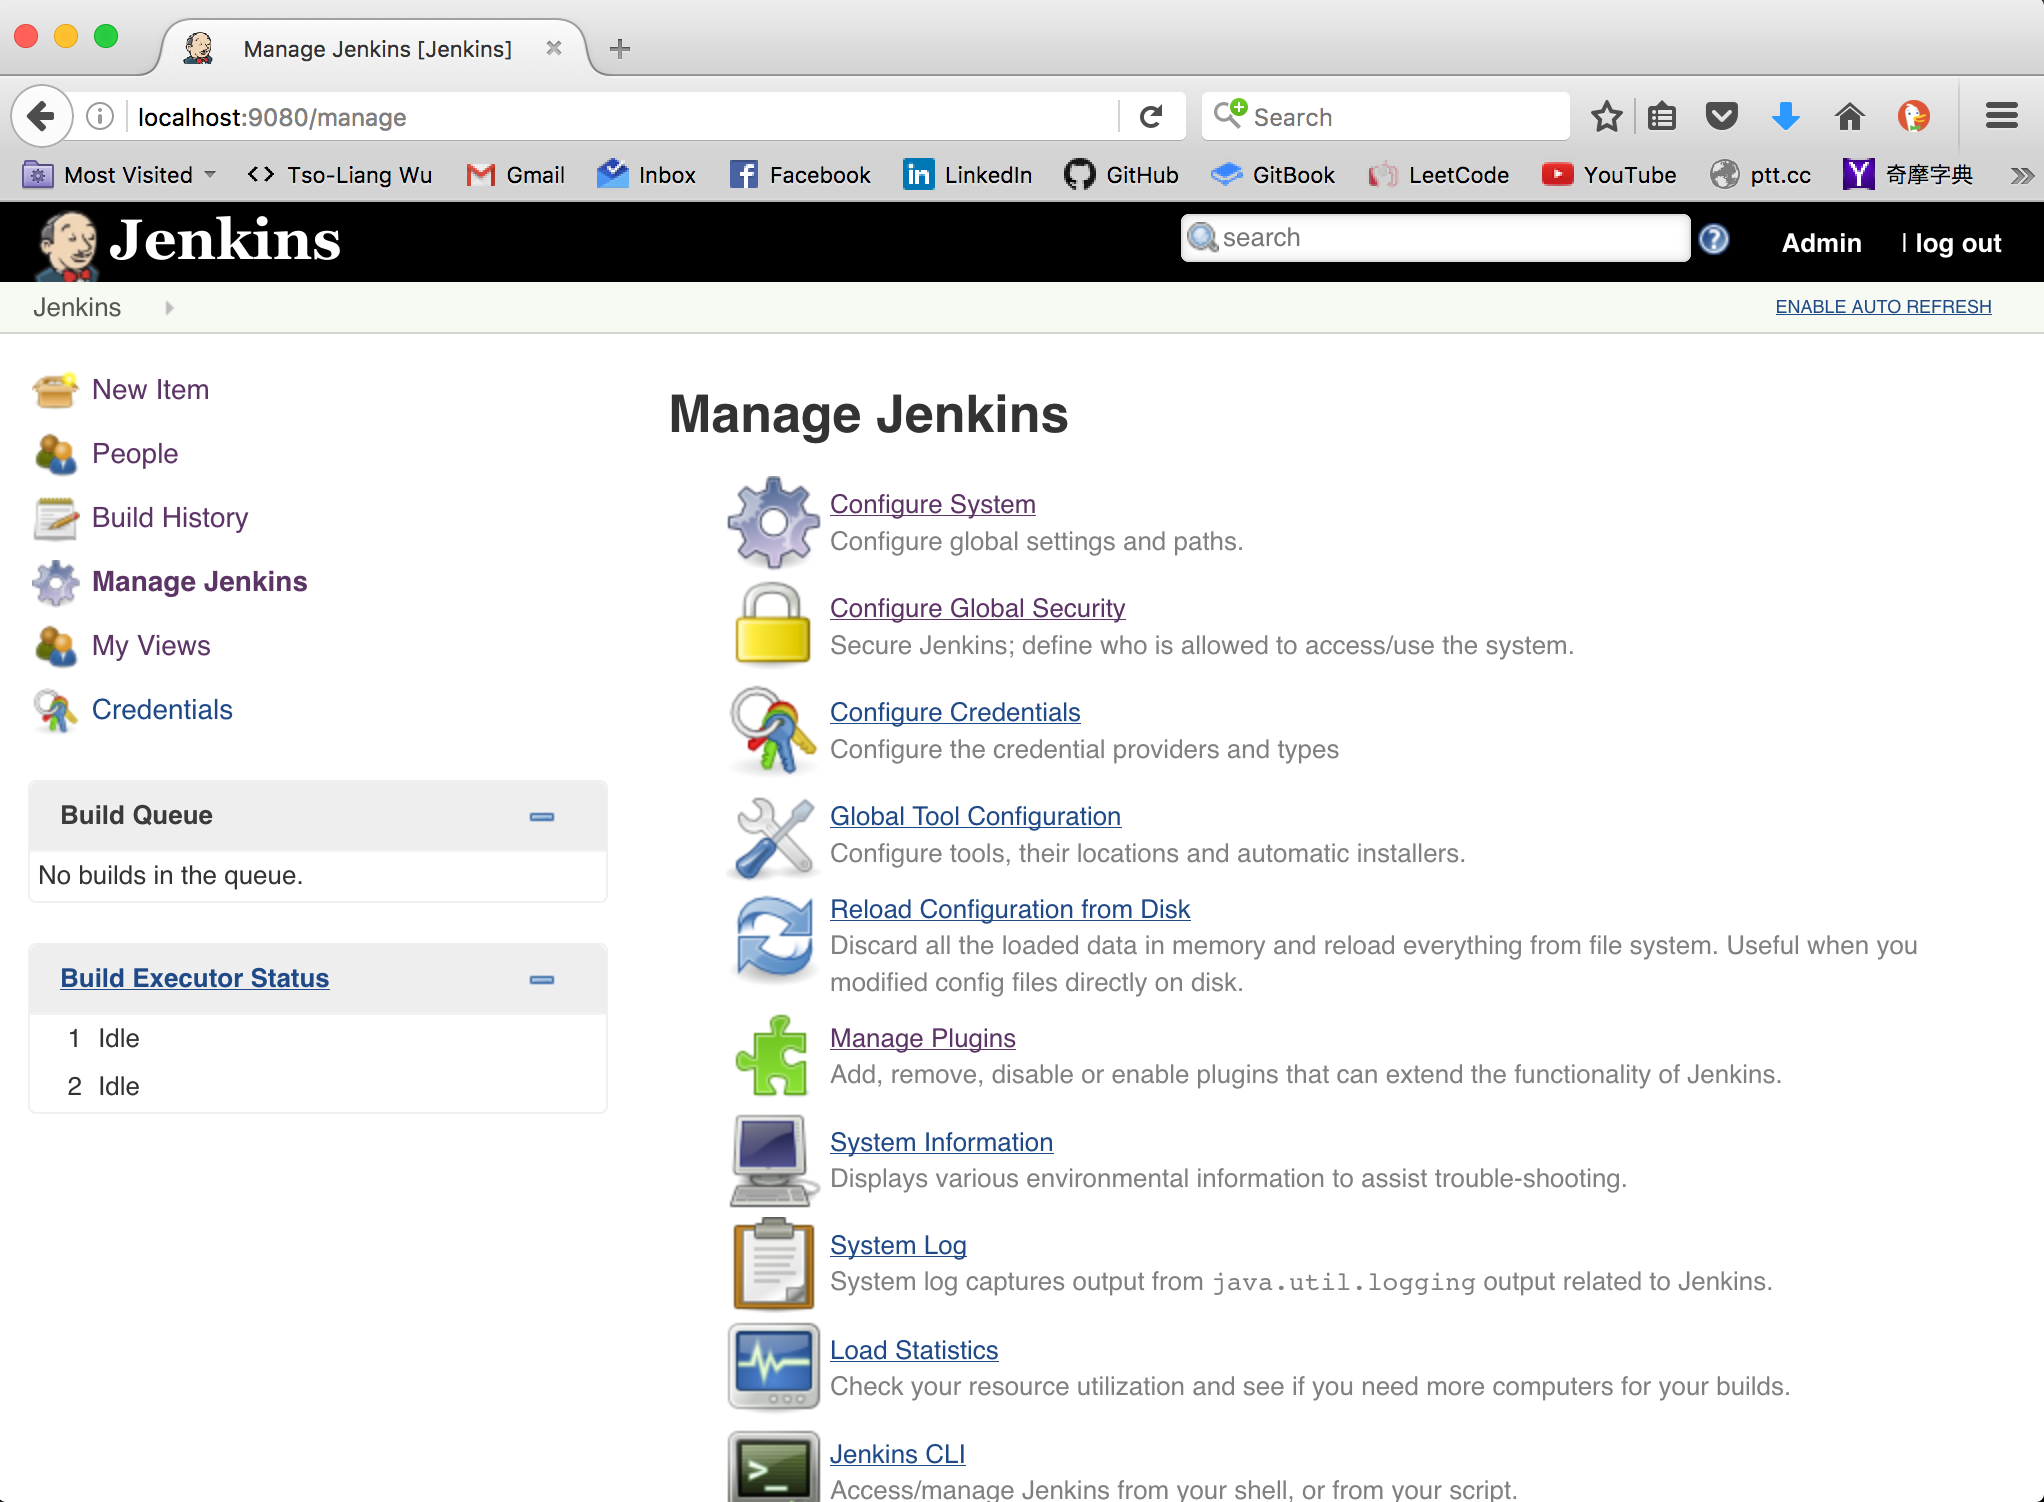 Manage Jenkins [Jenkins]
localhost:9080/manage
Search
Most Visited
Tso-Liang Wu
Gmail
Inbox
Facebook
LinkedIn
GitHub
GitBook
LeetCode
YouTube
ptt.cc
奇摩字典
Jenkins
search
Admin
| log out
Jenkins
ENABLE AUTO REFRESH
New Item
People
Build History
Manage Jenkins
My Views
Credentials
Build Queue
No builds in the queue.
Build Executor Status
1 Idle
2 Idle
Manage Jenkins
Configure System
Configure global settings and paths.
Configure Global Security
Secure Jenkins; define who is allowed to access/use the system.
Configure Credentials
Configure the credential providers and types
Global Tool Configuration
Configure tools, their locations and automatic installers.
Reload Configuration from Disk
Discard all the loaded data in memory and reload everything from file system. Useful when you
modified config files directly on disk.
Manage Plugins
Add, remove, disable or enable plugins that can extend the functionality of Jenkins.
System Information
Displays various environmental information to assist trouble-shooting.
System Log
System log captures output from java.util.logging output related to Jenkins.
Load Statistics
Check your resource utilization and see if you need more computers for your builds.
Jenkins CLI
Access/manage Jenkins from your shell, or from your script.